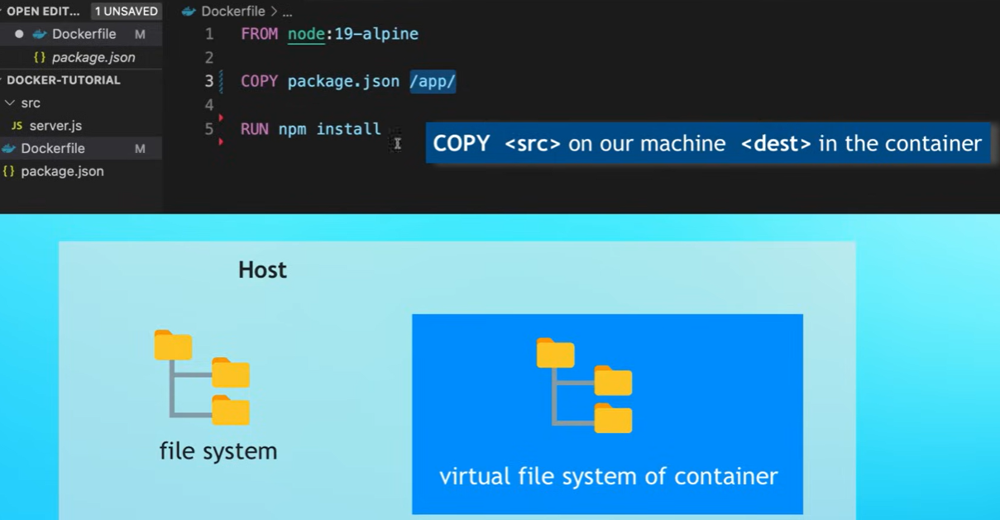 OPEN EDIT... 1 UNSAVED
Dockerfile M
{} package.json
DOCKER-TUTORIAL
src
JS server.js
Dockerfile M
{} package.json
Dockerfile > ...
1 FROM node:19-alpine
2
3 COPY package.json /app/
4
5 RUN npm install
COPY <src> on our machine <dest> in the container
Host
file system
virtual file system of container